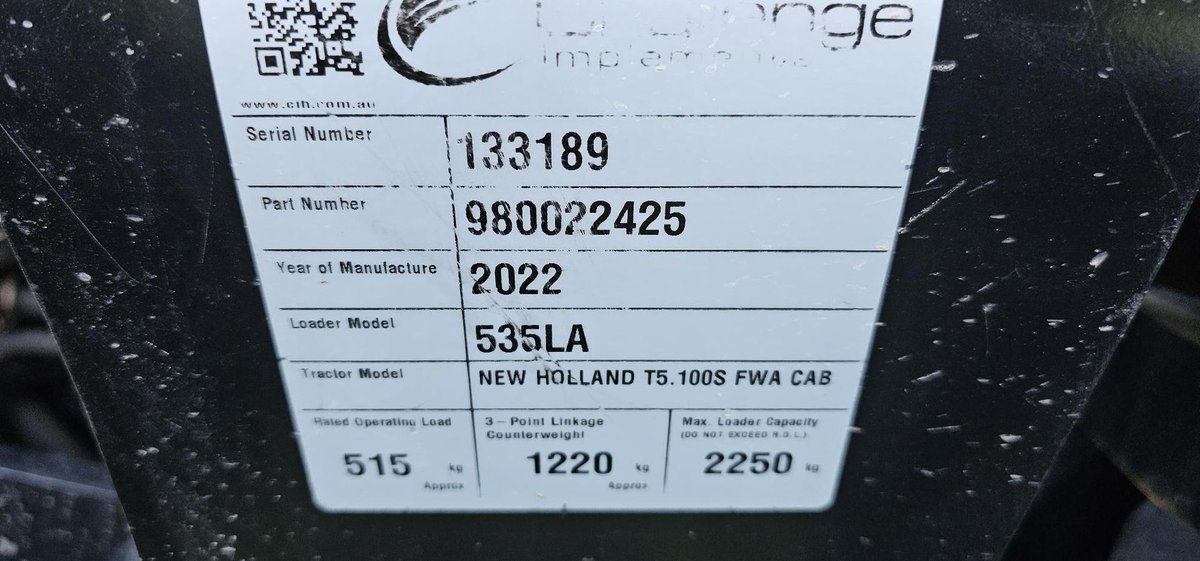 www.cih.com.au
Serial Number 133189
Part Number 980022425
Year of Manufacture 2022
Loader Model 535LA
Tractor Model NEW HOLLAND T5.100S FWA CAB
Rated Operating Load 515 kg Approx
3 - Point Linkage Counterweight 1220 kg Approx
Max. Loader Capacity (DO NOT EXCEED R.O.L.) 2250 kg